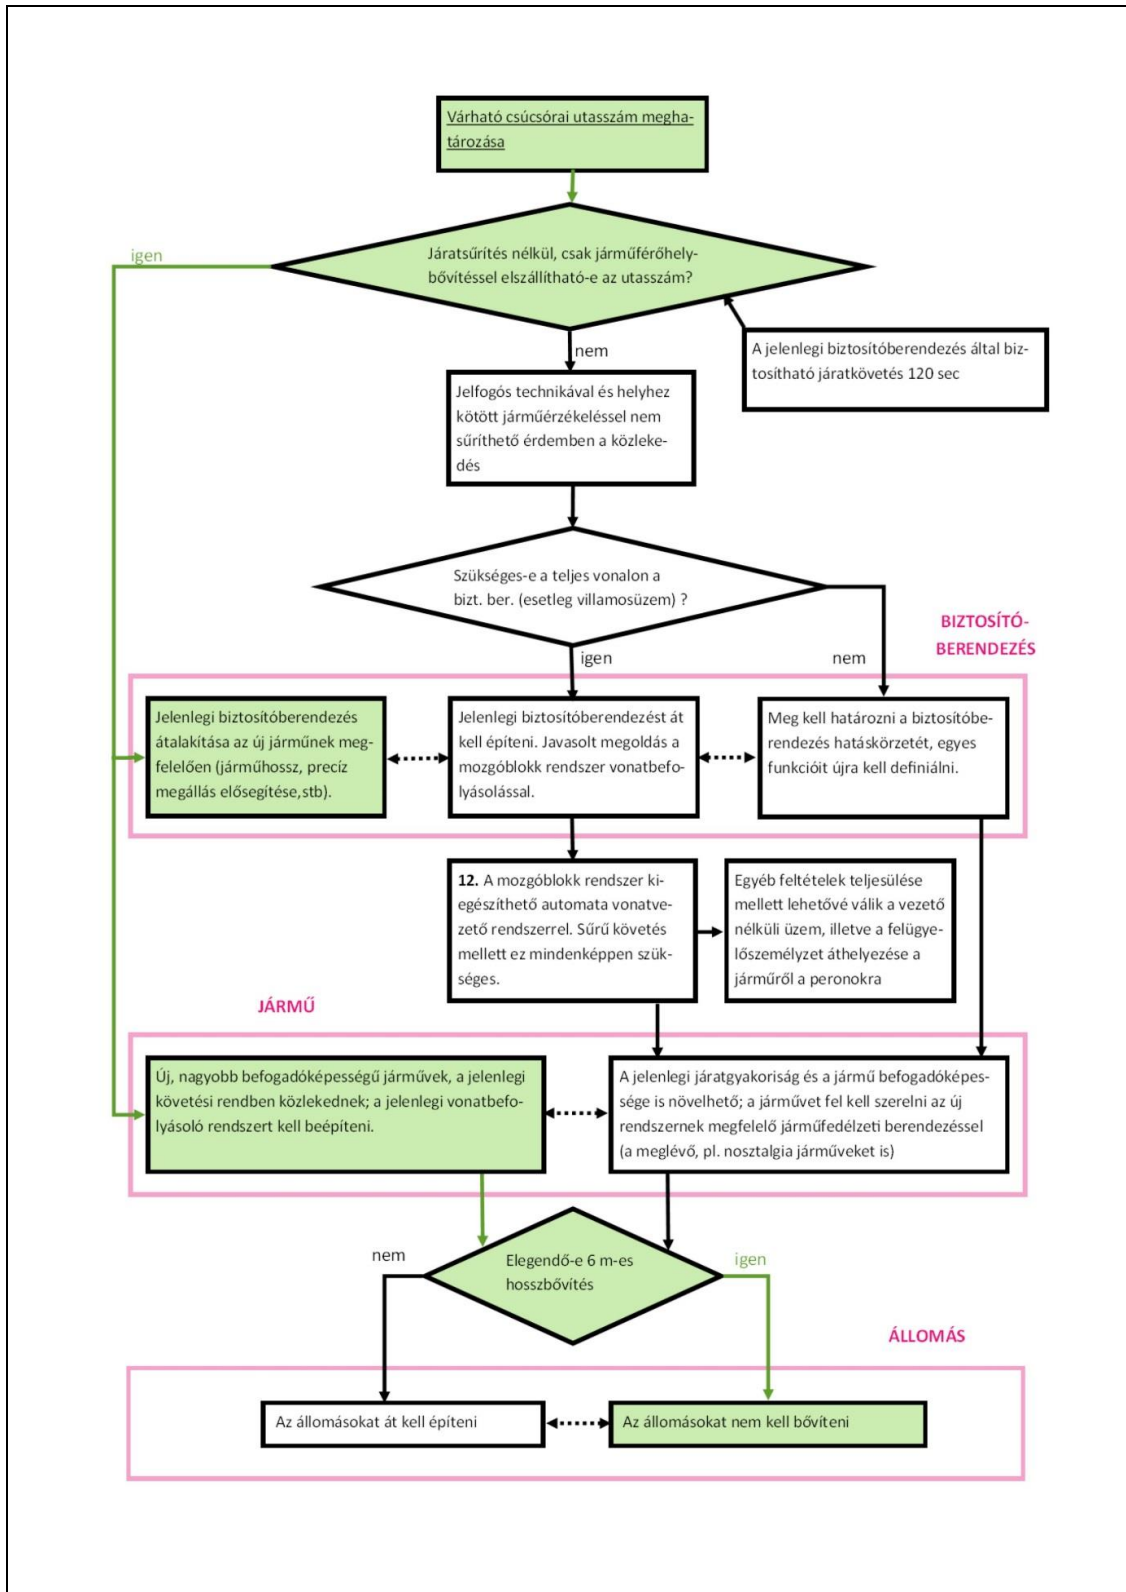 Várható csúcsórai utasszám megha-
tározása
igen
Járatsűrítés nélkül, csak járműférőhely-
bővítéssel elszállítható-e az utasszám?
nem
A jelenlegi biztosítóberendezés által biz-
tosítható járatkövetés 120 sec
Jelfogós technikával és helyhez
kötött járműérzékeléssel nem
sűríthető érdemben a közleke-
dés
Szükséges-e a teljes vonalon a
bizt. ber. (esetleg villamosüzem) ?
igen
nem
BIZTOSÍTÓ-
BERENDEZÉS
Jelenlegi biztosítóberendezés
átalakítása az új járműnek meg-
felelően (járműhossz, precíz
megállás elősegítése,stb).
Jelenlegi biztosítóberendezést át
kell építeni. Javasolt megoldás a
mozgóblokk rendszer vonatbefo-
lyásolással.
Meg kell határozni a biztosítóbe-
rendezés hatáskörzetét, egyes
funkcióit újra kell definiálni.
12. A mozgóblokk rendszer ki-
egészíthető automata vonatve-
zető rendszerrel. Sűrű követés
mellett ez mindenképpen szük-
séges.
Egyéb feltételek teljesülése
mellett lehetővé válik a vezető
nélküli üzem, illetve a felügye-
lőszemélyzet áthelyezése a
járműről a peronokra
JÁRMŰ
Új, nagyobb befogadóképességű járművek, a jelenlegi
követési rendben közlekednek; a jelenlegi vonatbefo-
lyásoló rendszert kell beépíteni.
A jelenlegi járatgyakoriság és a jármű befogadóképes-
sége is növelhető; a járművet fel kell szerelni az új
rendszernek megfelelő járműfedélzeti berendezéssel
(a meglévő, pl. nosztalgia járműveket is)
nem
Elegendő-e 6 m-es
hosszbővítés
igen
ÁLLOMÁS
Az állomásokat át kell építeni
Az állomásokat nem kell bővíteni